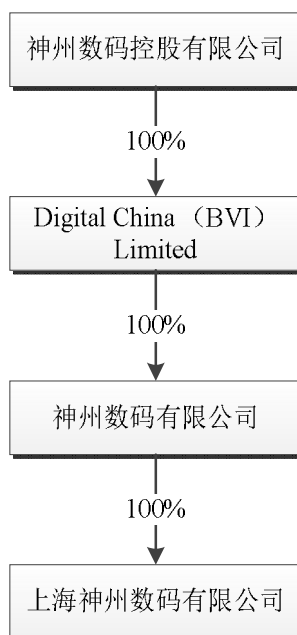 神州数码控股有限公司
100%
Digital China （BVI）
Limited
100%
神州数码有限公司
100%
上海神州数码有限公司